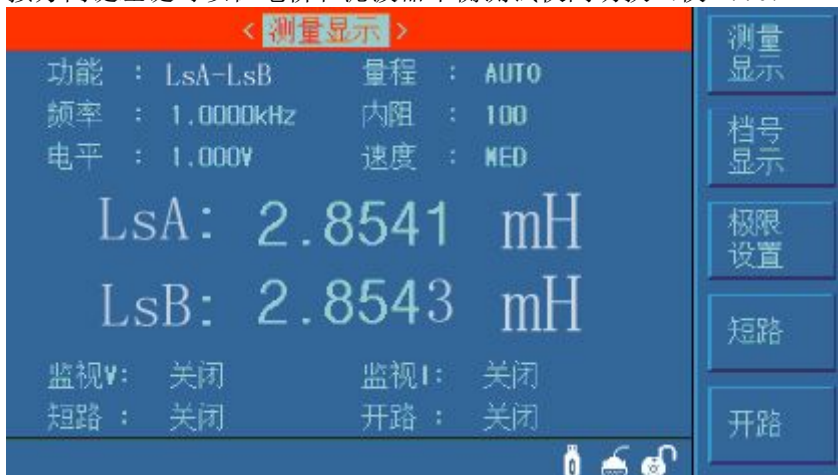 < 测量显示 >
功能 : LsA-LsB 量程 : AUTO
频率 : 1.0000kHz 内阻 : 100
电平 : 1.000V 速度 : MED
LsA: 2.8541 mH
LsB: 2.8543 mH
监视V: 关闭 监视I: 关闭
短路 : 关闭 开路 : 关闭
测量
显示
档号
显示
极限
设置
短路
开路